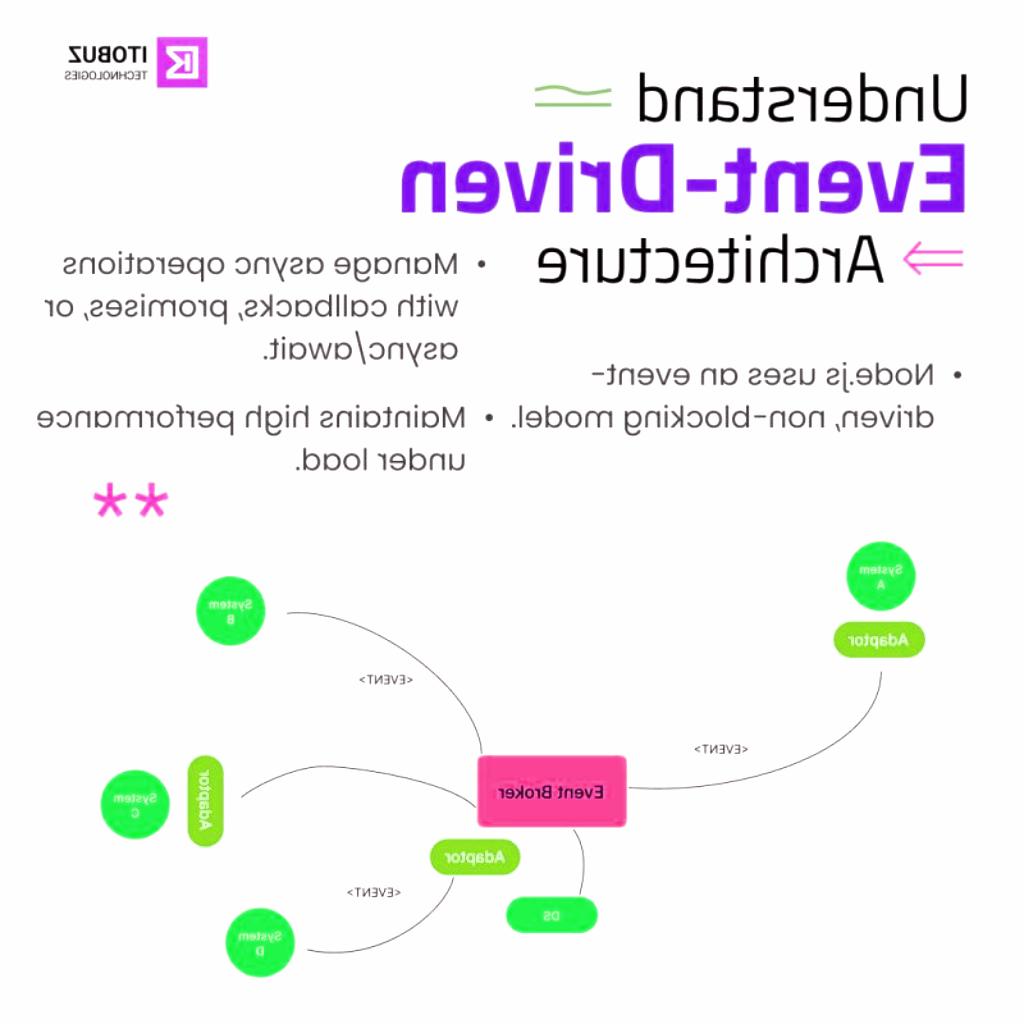 ITOBUZ
TECHNOLOGIES
Understand
Event-Driven
Architecture
• Node.js uses an event-
driven, non-blocking model.
• Manage async operations
with callbacks, promises, or
async/await.
• Maintains high performance
under load.
**
System
A
Adaptor
<EVENT>
System
B
<EVENT>
Event Broker
Adaptor
System
C
Adaptor
<EVENT>
DS
System
D